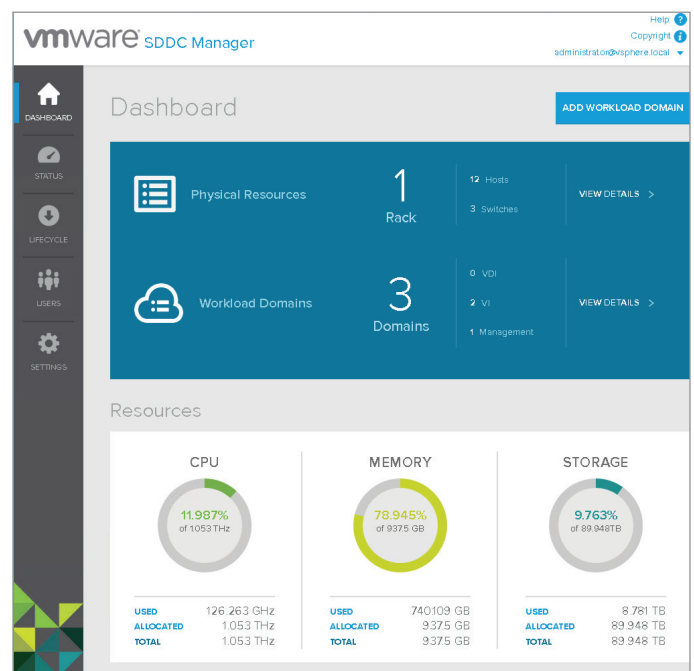 Help ?
Copyright i
vmware SDDC Manager
administrator@vsphere.local
DASHBOARD
Dashboard
ADD WORKLOAD DOMAIN
STATUS
LIFECYCLE
USERS
SETTINGS
Physical Resources
1
Rack
12 Hosts
3 Switches
VIEW DETAILS >
Workload Domains
3
Domains
0 VDI
2 VI
1 Management
VIEW DETAILS >
Resources
CPU
11.987%
of 1.053 THz
USED 126.263 GHz
ALLOCATED 1.053 THz
TOTAL 1.053 THz
MEMORY
78.945%
of 937.5 GB
USED 740.109 GB
ALLOCATED 937.5 GB
TOTAL 937.5 GB
STORAGE
9.763%
of 89.948TB
USED 8.781 TB
ALLOCATED 89.948 TB
TOTAL 89.948 TB